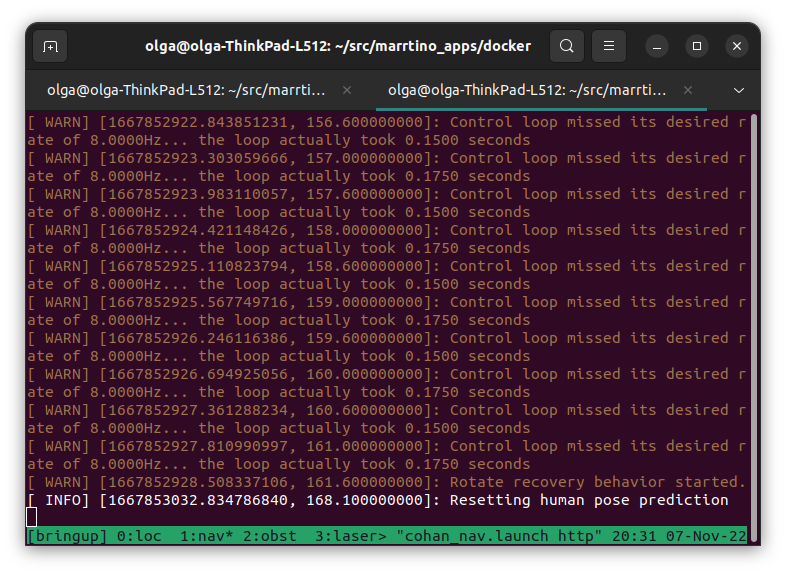 olga@olga-ThinkPad-L512: ~/src/marrtino_apps/docker
olga@olga-ThinkPad-L512: ~/src/marrti...
olga@olga-ThinkPad-L512: ~/src/marrti...
[ WARN] [1667852922.843851231, 156.600000000]: Control loop missed its desired r
ate of 8.0000Hz... the loop actually took 0.1500 seconds
[ WARN] [1667852923.303059666, 157.000000000]: Control loop missed its desired r
ate of 8.0000Hz... the loop actually took 0.1750 seconds
[ WARN] [1667852923.983110057, 157.600000000]: Control loop missed its desired r
ate of 8.0000Hz... the loop actually took 0.1500 seconds
[ WARN] [1667852924.421148426, 158.000000000]: Control loop missed its desired r
ate of 8.0000Hz... the loop actually took 0.1750 seconds
[ WARN] [1667852925.110823794, 158.600000000]: Control loop missed its desired r
ate of 8.0000Hz... the loop actually took 0.1500 seconds
[ WARN] [1667852925.567749716, 159.000000000]: Control loop missed its desired r
ate of 8.0000Hz... the loop actually took 0.1750 seconds
[ WARN] [1667852926.246116386, 159.600000000]: Control loop missed its desired r
ate of 8.0000Hz... the loop actually took 0.1500 seconds
[ WARN] [1667852926.694925056, 160.000000000]: Control loop missed its desired r
ate of 8.0000Hz... the loop actually took 0.1750 seconds
[ WARN] [1667852927.361288234, 160.600000000]: Control loop missed its desired r
ate of 8.0000Hz... the loop actually took 0.1500 seconds
[ WARN] [1667852927.810990997, 161.000000000]: Control loop missed its desired r
ate of 8.0000Hz... the loop actually took 0.1750 seconds
[ WARN] [1667852928.508337106, 161.600000000]: Rotate recovery behavior started.
[ INFO] [1667853032.834786840, 168.100000000]: Resetting human pose prediction
[bringup] 0:loc  1:nav* 2:obst  3:laser> "cohan_nav.launch http" 20:31 07-Nov-22